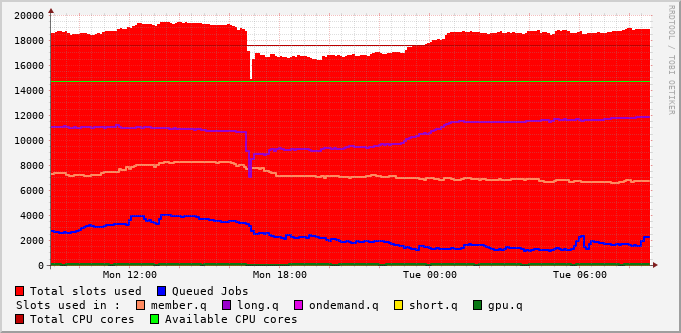 20000
18000
16000
14000
12000
10000
8000
6000
4000
2000
0
Mon 12:00 Mon 18:00 Tue 00:00 Tue 06:00
Total slots used Queued Jobs
Slots used in : member.q long.q ondemand.q short.q gpu.q
Total CPU cores Available CPU cores
RRDTOOL / TOBI OETIKER